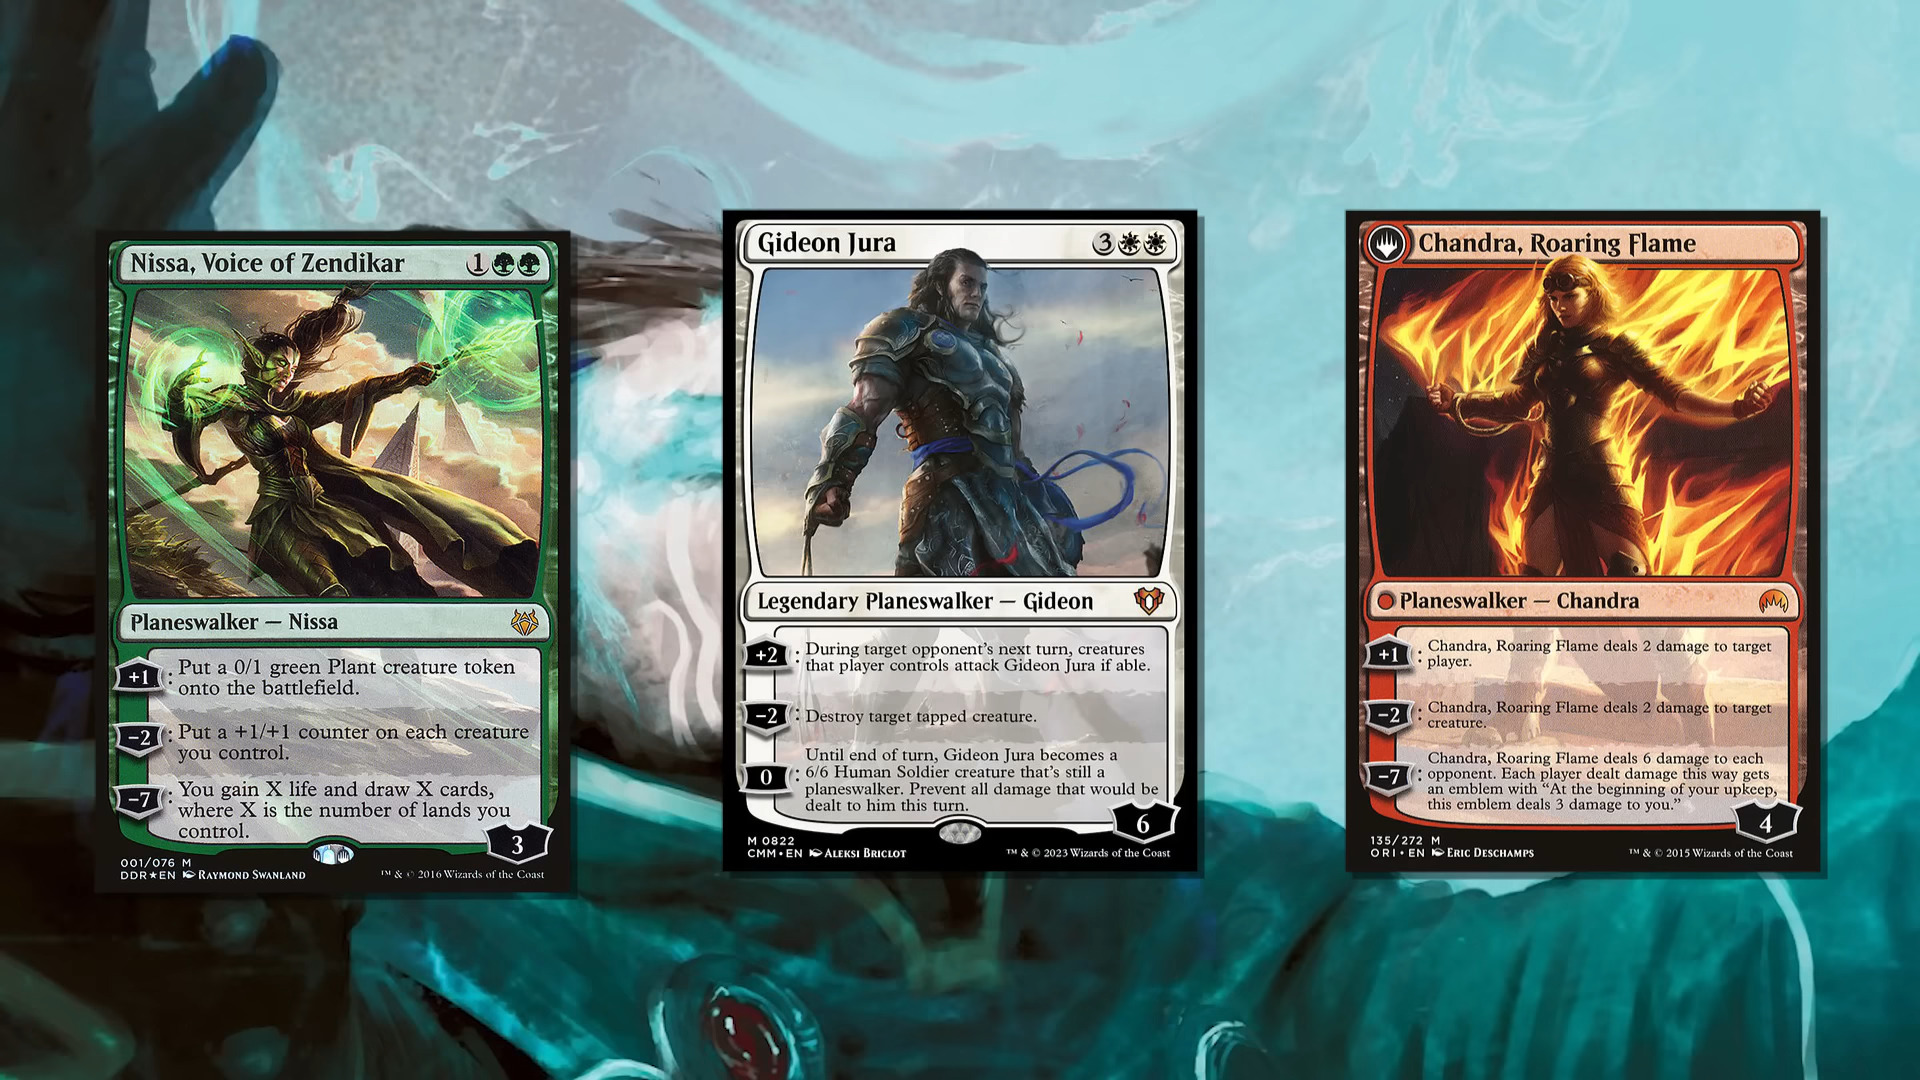 Nissa, Voice of Zendikar
1
Planeswalker — Nissa
+1 : Put a 0/1 green Plant creature token
onto the battlefield.
−2 : Put a +1/+1 counter on each creature
you control.
−7 : You gain X life and draw X cards,
where X is the number of lands you
control.
3
001/076 M
DDR★EN Raymond Swanland
™ & © 2016 Wizards of the Coast
Gideon Jura
3
Legendary Planeswalker — Gideon
+2 : During target opponent's next turn, creatures
that player controls attack Gideon Jura if able.
−2 : Destroy target tapped creature.
0 : Until end of turn, Gideon Jura becomes a
6/6 Human Soldier creature that's still a
planeswalker. Prevent all damage that would be
dealt to him this turn.
6
M 0822
CMM•EN Aleksi Briclot
™ & © 2023 Wizards of the Coast
Chandra, Roaring Flame
Planeswalker — Chandra
+1 : Chandra, Roaring Flame deals 2 damage to target
player.
−2 : Chandra, Roaring Flame deals 2 damage to target
creature.
−7 : Chandra, Roaring Flame deals 6 damage to each
opponent. Each player dealt damage this way gets
an emblem with “At the beginning of your upkeep,
this emblem deals 3 damage to you.”
4
135/272 M
ORI•EN Eric Deschamps
™ & © 2015 Wizards of the Coast